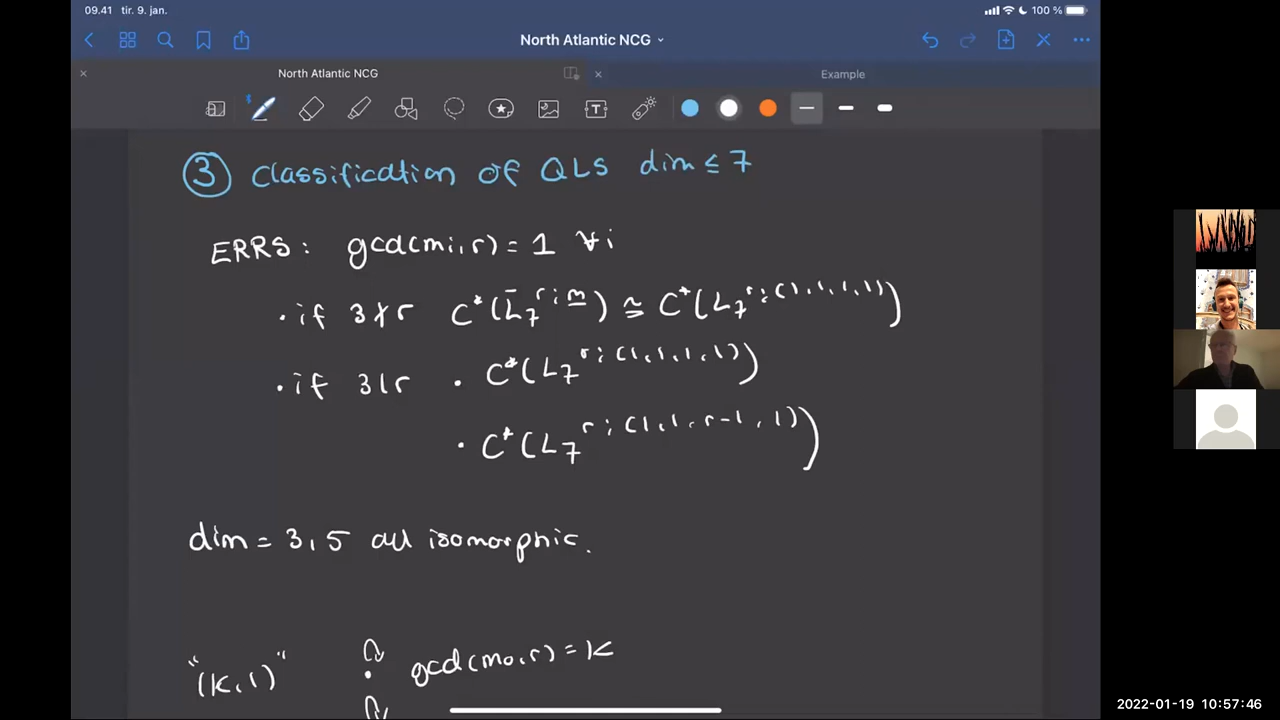 09.41 tir. 9. jan.
100 %
North Atlantic NCG
North Atlantic NCG
Example
③ Classification of QLS dim ≤ 7
ERRS : gcd(mi, r) = 1 ∀i
· if 3∤r C*(L₇^{r;m}) ≅ C*(L₇^{r;(1,1,1,1)})
· if 3|r · C*(L₇^{r;(1,1,1,1)})
· C*(L₇^{r;(1,1,r-1,1)})
dim = 3, 5 all isomorphic.
"(k,1)" gcd(m₀,r) = k
2022-01-19 10:57:46